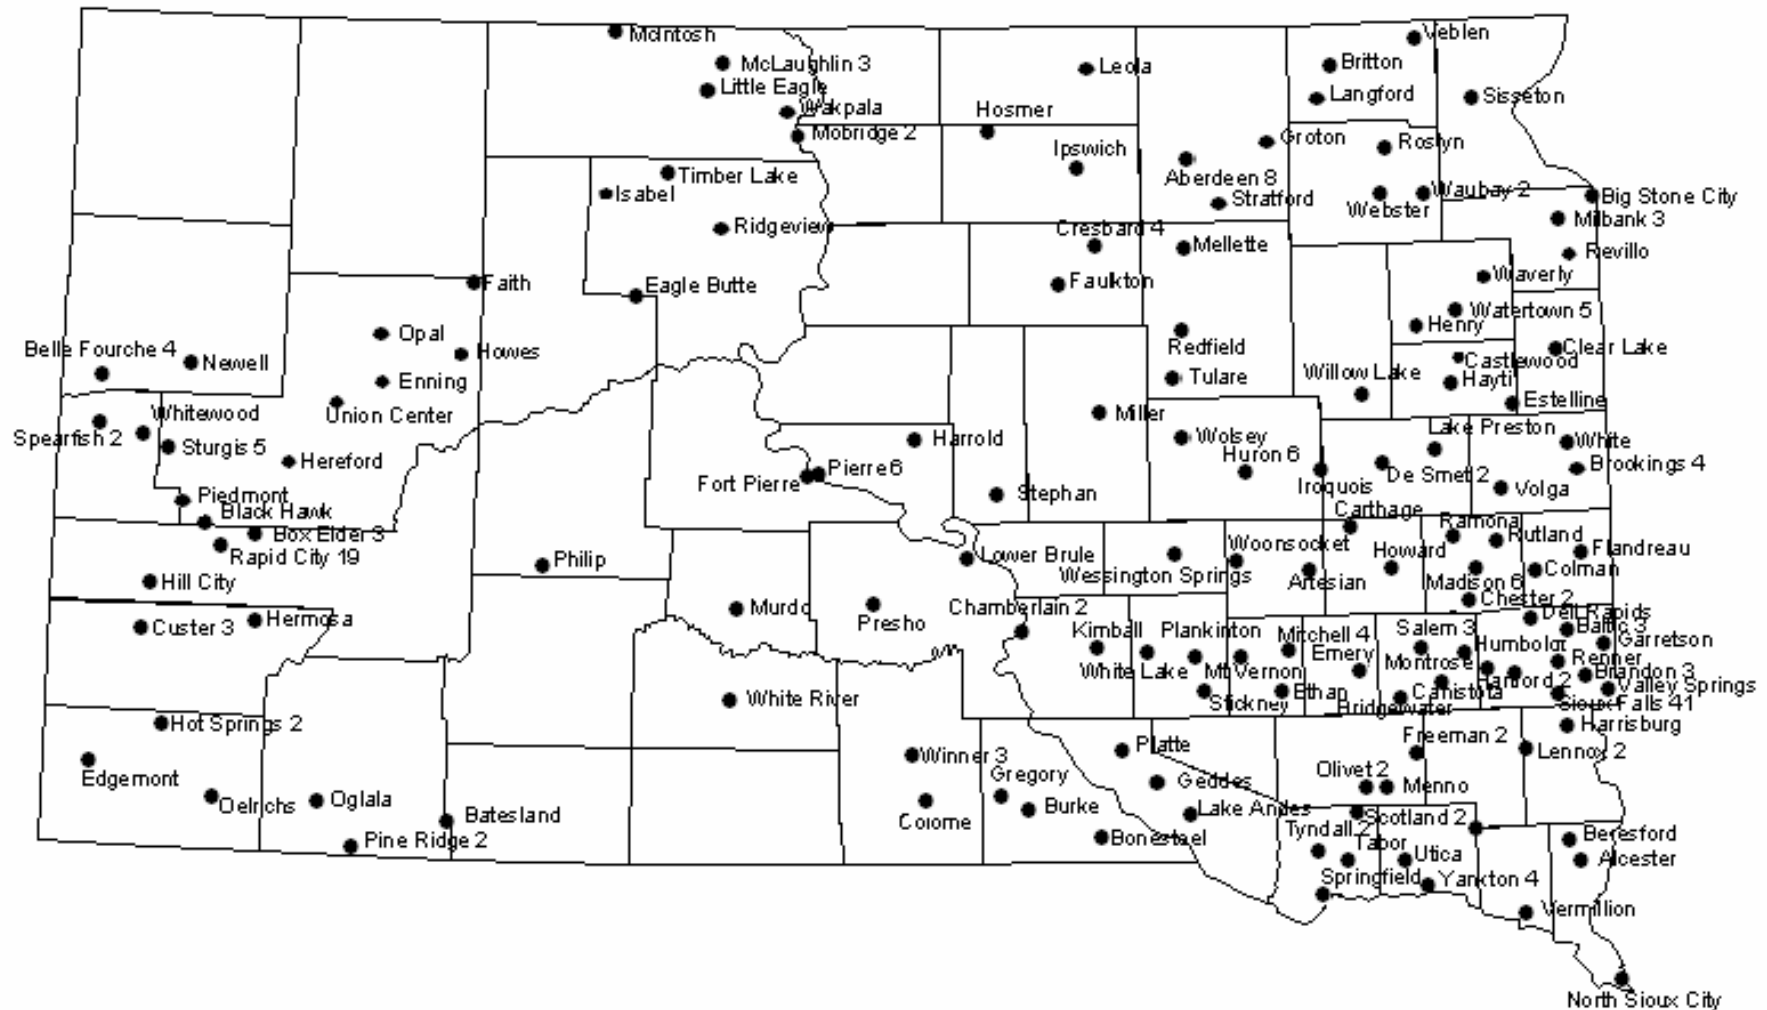 McIntosh
Veblen
McLaughlin 3
Leola
Britton
Little Eagle
Langford
Sisseton
Wakpala
Hosmer
Mobridge 2
Groton
Roslyn
Ipswich
Timber Lake
Aberdeen 8
Isabel
Stratford
Waubay 2
Big Stone City
Webster
Milbank 3
Ridgeview
Cresbard 4
Mellette
Revillo
Faith
Eagle Butte
Faulkton
Waverly
Watertown 5
Opal
Henry
Belle Fourche 4
Newell
Howes
Redfield
Clear Lake
Castlewood
Enning
Tulare
Willow Lake
Hayti
Estelline
Whitewood
Union Center
Miller
Spearfish 2
Sturgis 5
Harrold
Wolsey
Lake Preston
White
Hereford
Huron 6
Fort Pierre
Pierre 6
De Smet 2
Brookings 4
Iroquois
Volga
Piedmont
Stephan
Black Hawk
Carthage
Box Elder 3
Ramona
Rutland
Rapid City 19
Woonsocket
Howard
Flandreau
Philip
Lower Brule
Colman
Hill City
Wessington Springs
Artesian
Madison 6
Chester 2
Murdo
Chamberlain 2
Dell Rapids
Hermosa
Presho
Custer 3
Kimball
Plankinton
Mitchell 4
Salem 3
Baltic 3
Humboldt
Garretson
Emery
Montrose
Renner
White Lake
Mt Vernon
Hartford 2
Brandon 3
White River
Stickney
Ethan
Canistota
Valley Springs
Bridgewater
Sioux Falls 41
Hot Springs 2
Harrisburg
Freeman 2
Platte
Lennox 2
Winner 3
Edgemont
Gregory
Geddes
Olivet 2
Menno
Oelrichs
Oglala
Batesland
Colome
Burke
Lake Andes
Scotland 2
Tyndall 2
Pine Ridge 2
Bonesteel
Tabor
Beresford
Utica
Alcester
Springfield
Yankton 4
Vermillion
North Sioux City